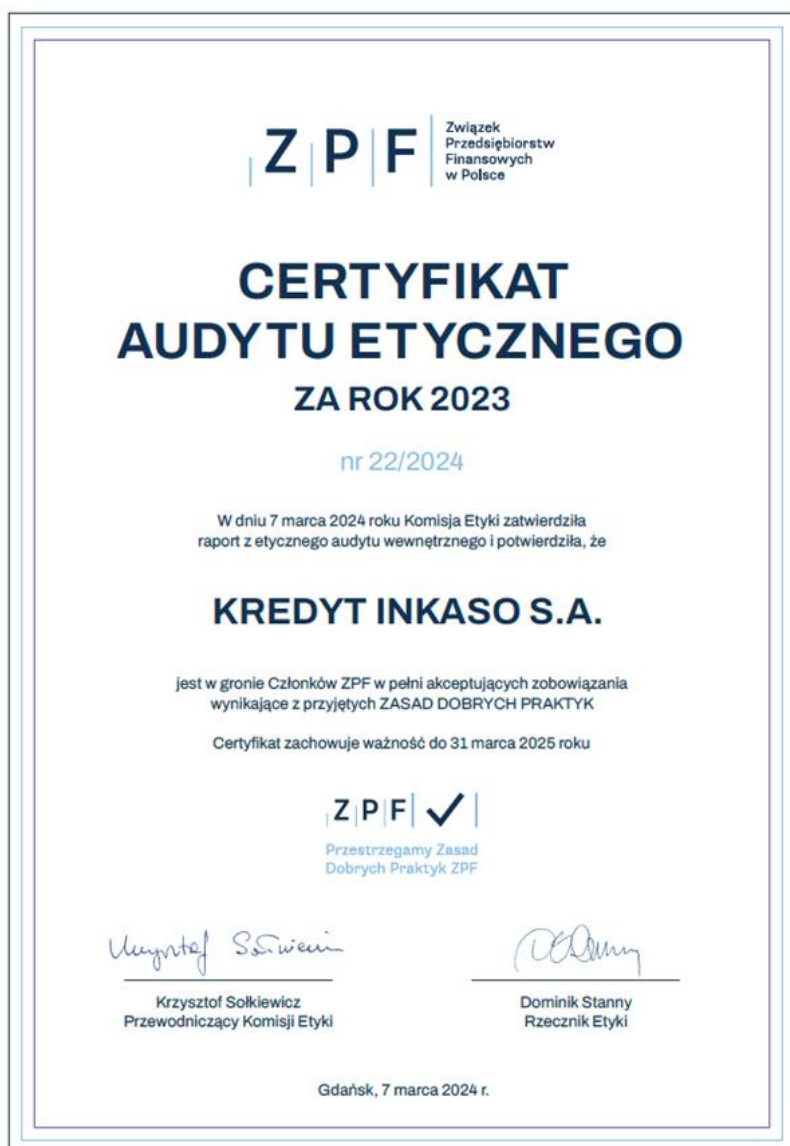 ZPF
Związek
Przedsiębiorstw
Finansowych
w Polsce
CERTYFIKAT
AUDYTU ETYCZNEGO
ZA ROK 2023
nr 22/2024
W dniu 7 marca 2024 roku Komisja Etyki zatwierdziła
raport z etycznego audytu wewnętrznego i potwierdziła, że
KREDYT INKASO S.A.
jest w gronie Członków ZPF w pełni akceptujących zobowiązania
wynikające z przyjętych ZASAD DOBRYCH PRAKTYK
Certyfikat zachowuje ważność do 31 marca 2025 roku
ZPF
Przestrzegamy Zasad
Dobrych Praktyk ZPF
Krzysztof Sołkiewicz
Przewodniczący Komisji Etyki
Dominik Stanny
Rzecznik Etyki
Gdańsk, 7 marca 2024 r.